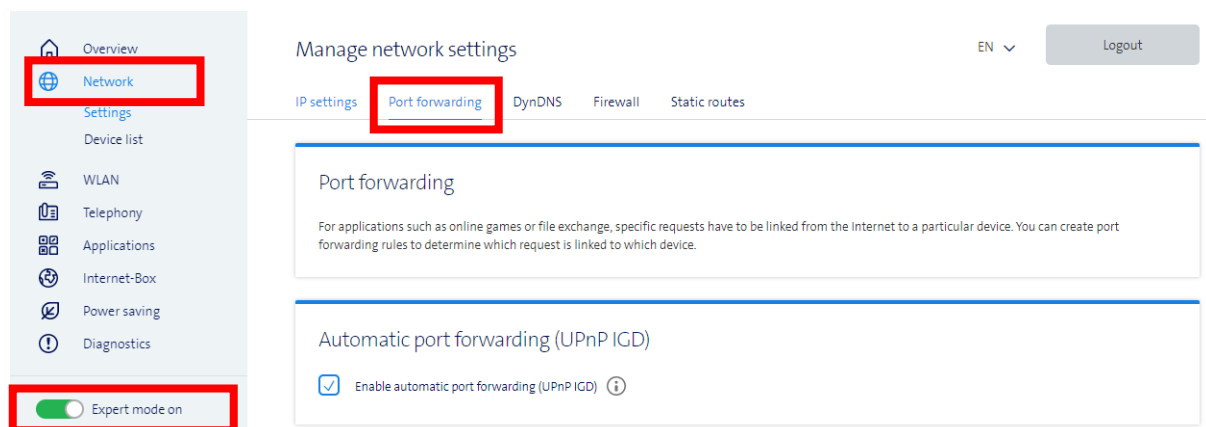 Overview
Network
Settings
Device list
WLAN
Telephony
Applications
Internet-Box
Power saving
Diagnostics
Expert mode on
Manage network settings
EN
Logout
IP settings Port forwarding DynDNS Firewall Static routes
Port forwarding
For applications such as online games or file exchange, specific requests have to be linked from the Internet to a particular device. You can create port
forwarding rules to determine which request is linked to which device.
Automatic port forwarding (UPnP IGD)
Enable automatic port forwarding (UPnP IGD)